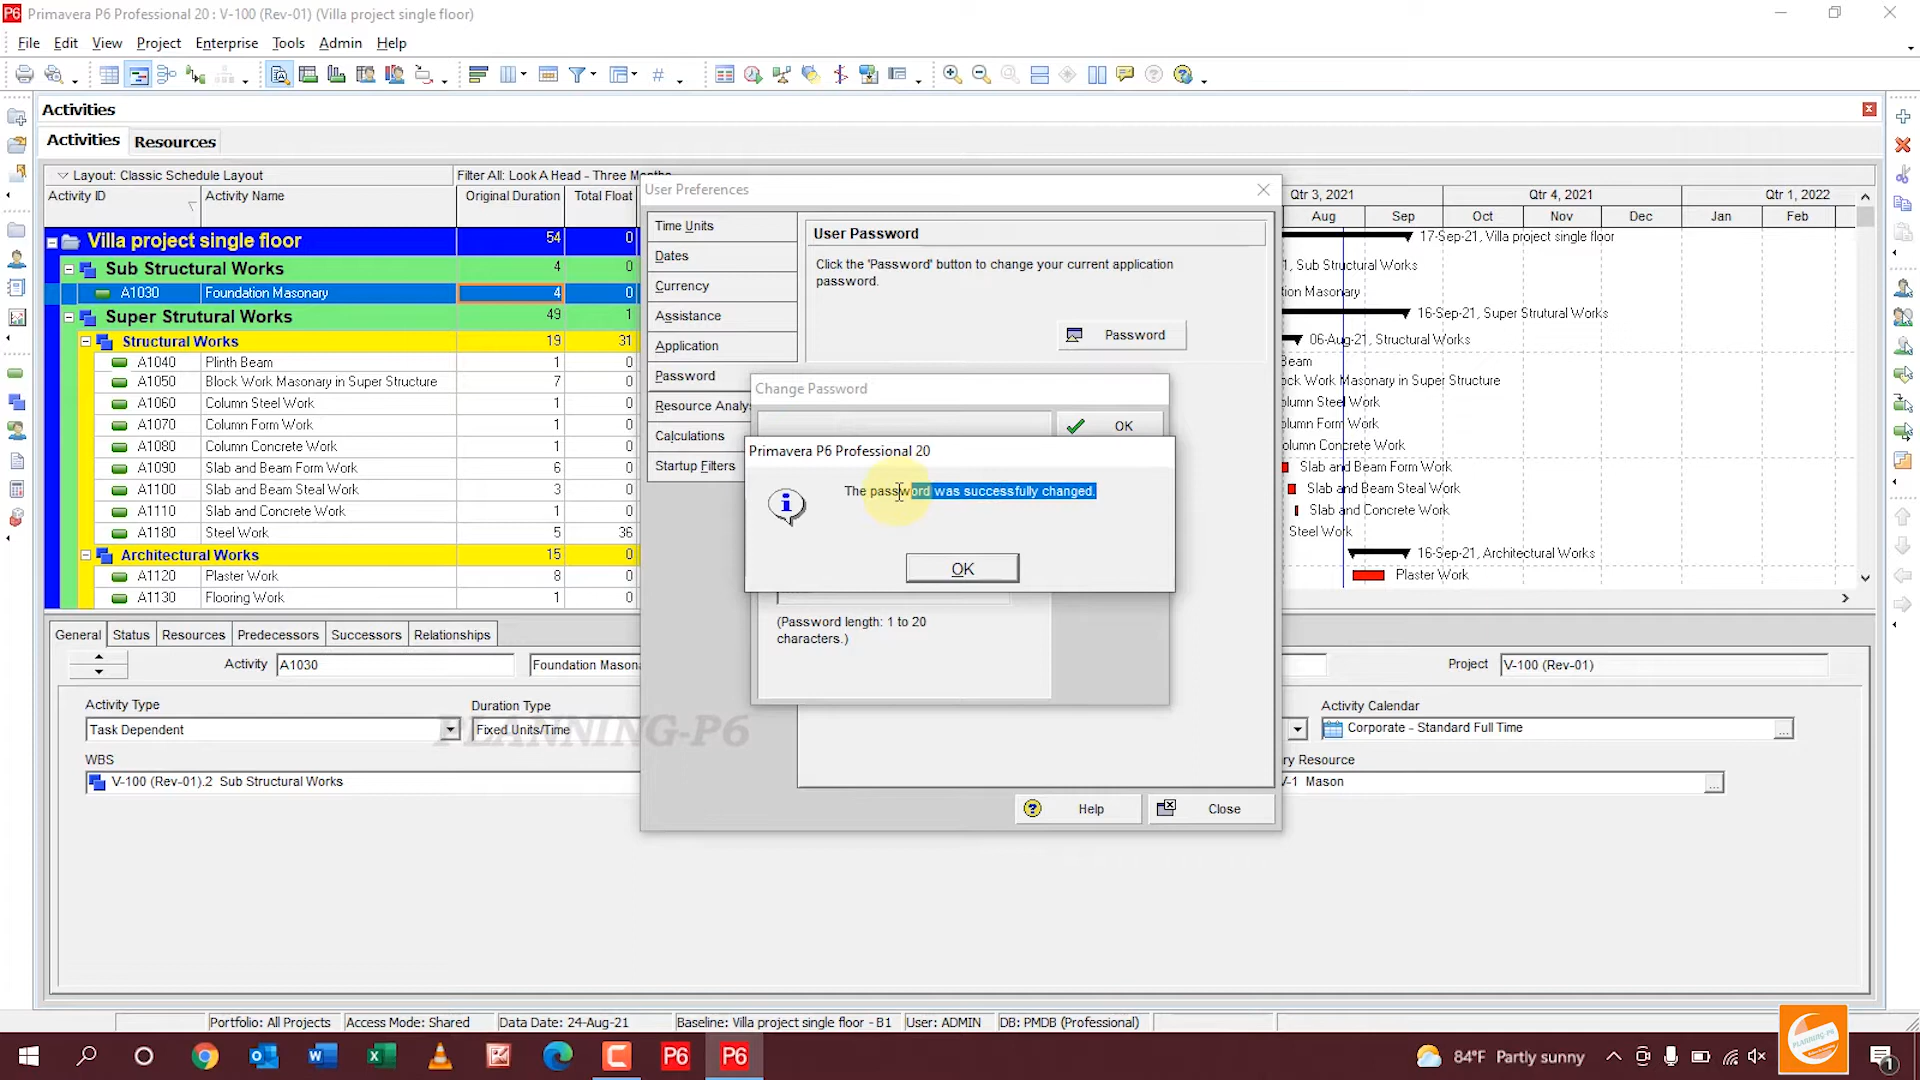 Primavera P6 Professional 20 : V-100 (Rev-01) (Villa project single floor)
File Edit View Project Enterprise Tools Admin Help
Activities
Activities Resources
Layout: Classic Schedule Layout Filter All: Look A Head - Three Months
Activity ID Activity Name Original Duration Total Float
Qtr 3, 2021 Qtr 4, 2021 Qtr 1, 2022
Aug Sep Oct Nov Dec Jan Feb
Villa project single floor 54 0 17-Sep-21, Villa project single floor
Sub Structural Works 4 0 1, Sub Structural Works
A1030 Foundation Masonary 4 0 tion Masonary
Super Strutural Works 49 1 16-Sep-21, Super Strutural Works
Structural Works 19 31 06-Aug-21, Structural Works
A1040 Plinth Beam 1 0 Beam
A1050 Block Work Masonary in Super Structure 7 0 ock Work Masonary in Super Structure
A1060 Column Steel Work 1 0 olumn Steel Work
A1070 Column Form Work 1 0 olumn Form Work
A1080 Column Concrete Work 1 0 olumn Concrete Work
A1090 Slab and Beam Form Work 6 0 Slab and Beam Form Work
A1100 Slab and Beam Steal Work 3 0 Slab and Beam Steal Work
A1110 Slab and Concrete Work 1 0 Slab and Concrete Work
A1180 Steel Work 5 36 Steel Work
Architectural Works 15 0 16-Sep-21, Architectural Works
A1120 Plaster Work 8 0 Plaster Work
A1130 Flooring Work 1 0
User Preferences
Time Units
Dates
Currency
Assistance
Application
Password
Resource Analys
Calculations
Startup Filters
User Password
Click the 'Password' button to change your current application
password.
Password
Change Password
OK
Primavera P6 Professional 20
The password was successfully changed.
OK
(Password length: 1 to 20
characters.)
Help Close
General Status Resources Predecessors Successors Relationships
Activity A1030 Foundation Mason Project V-100 (Rev-01)
Activity Type Duration Type Activity Calendar
Task Dependent Fixed Units/Time Corporate - Standard Full Time
PLANNING-P6
WBS ry Resource
V-100 (Rev-01).2 Sub Structural Works V-1 Mason
Portfolio: All Projects Access Mode: Shared Data Date: 24-Aug-21 Baseline: Villa project single floor - B1 User: ADMIN DB: PMDB (Professional)
P6 P6 84°F Partly sunny
PLANNING-P6
1